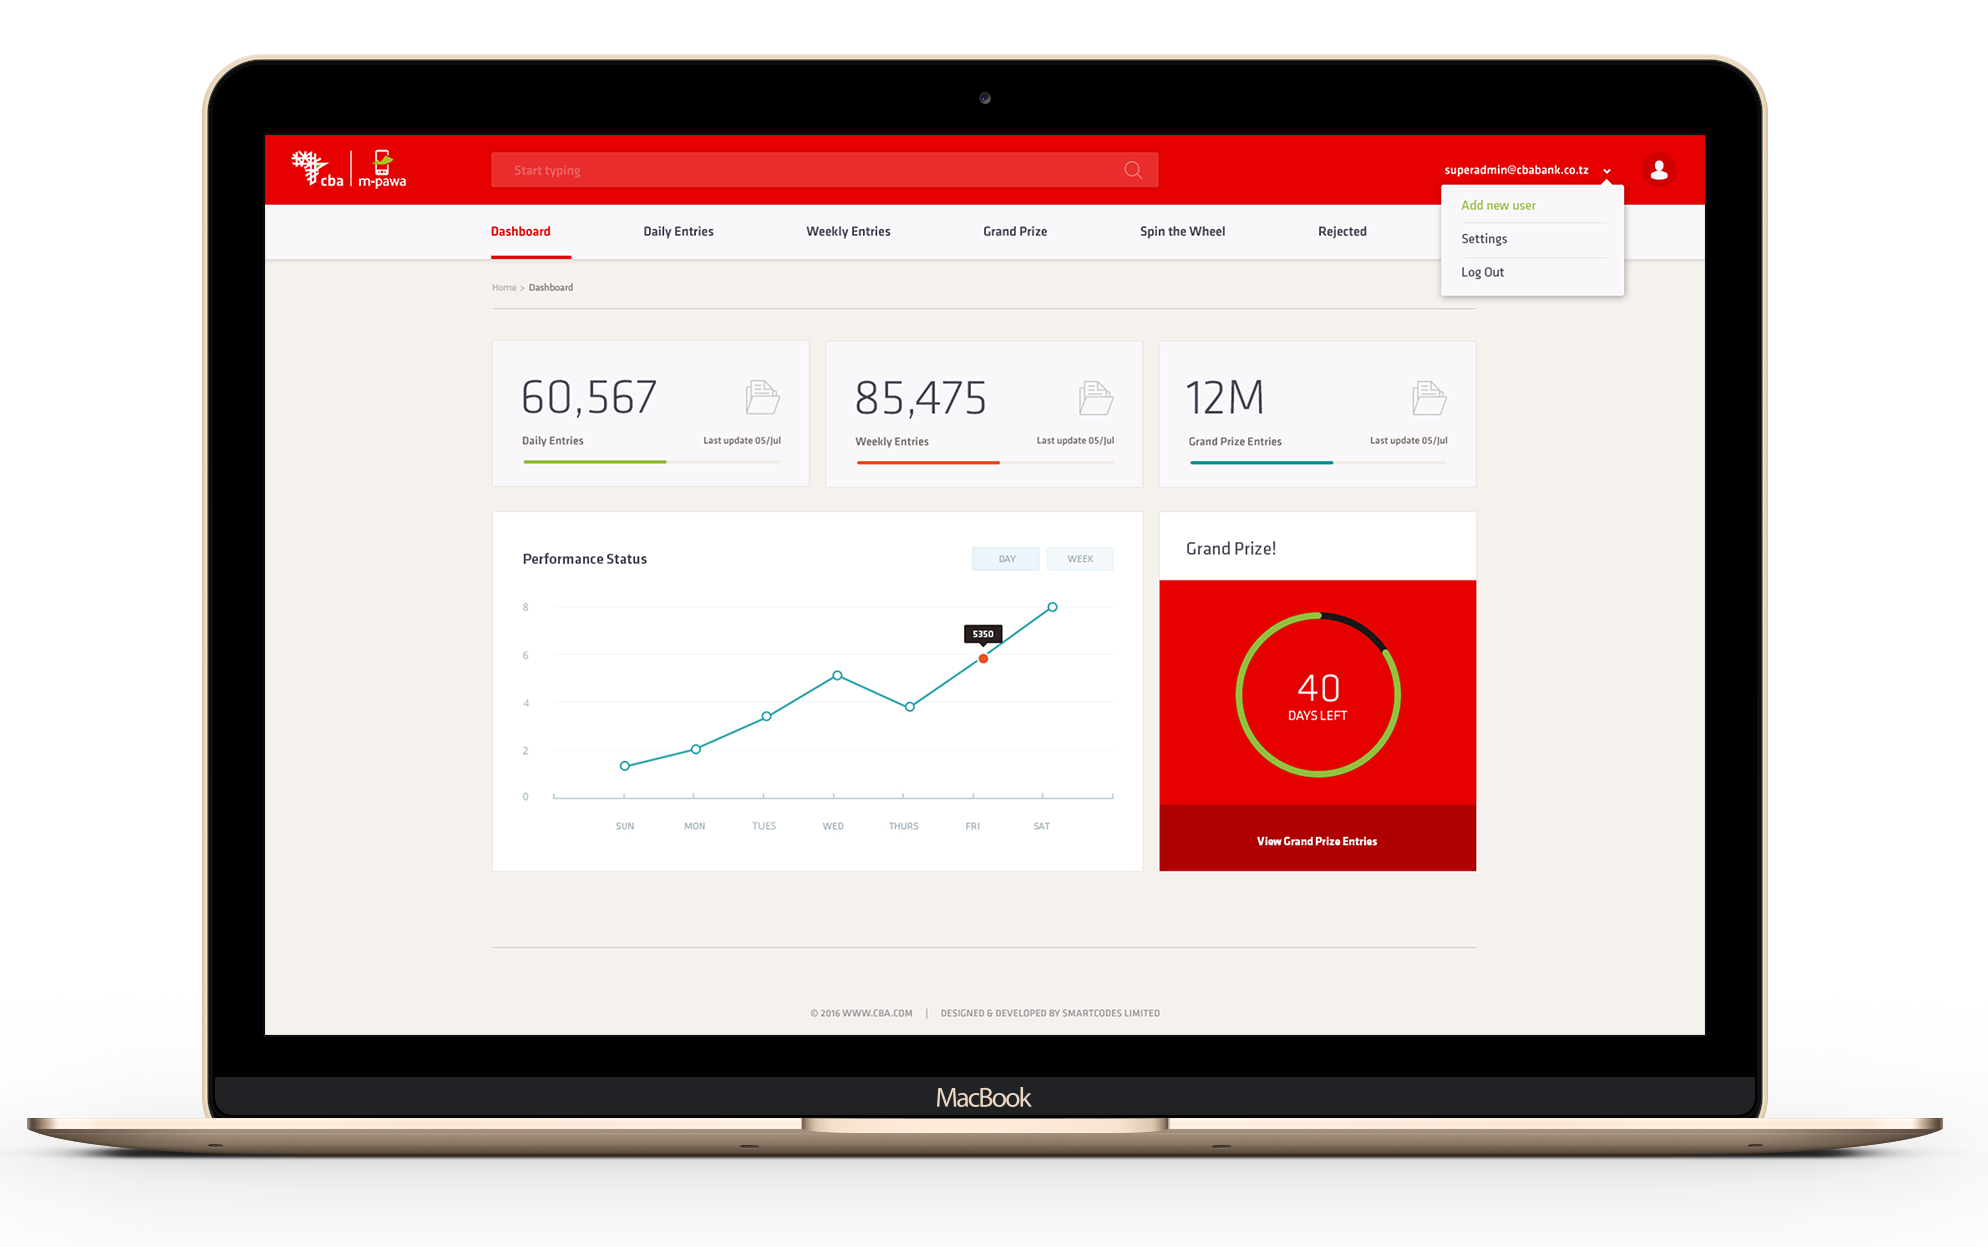 cba
m-pawa
Start typing
superadmin@cbabank.co.tz
Add new user
Settings
Log Out
Dashboard
Daily Entries
Weekly Entries
Grand Prize
Spin the Wheel
Rejected
Home > Dashboard
60,567
Daily Entries
Last update 05/Jul
85,475
Weekly Entries
Last update 05/Jul
12M
Grand Prize Entries
Last update 05/Jul
Performance Status
DAY
WEEK
8
6
4
2
0
5350
SUN
MON
TUES
WED
THURS
FRI
SAT
Grand Prize!
40
DAYS LEFT
View Grand Prize Entries
© 2016 WWW.CBA.COM | DESIGNED & DEVELOPED BY SMARTCODES LIMITED
MacBook